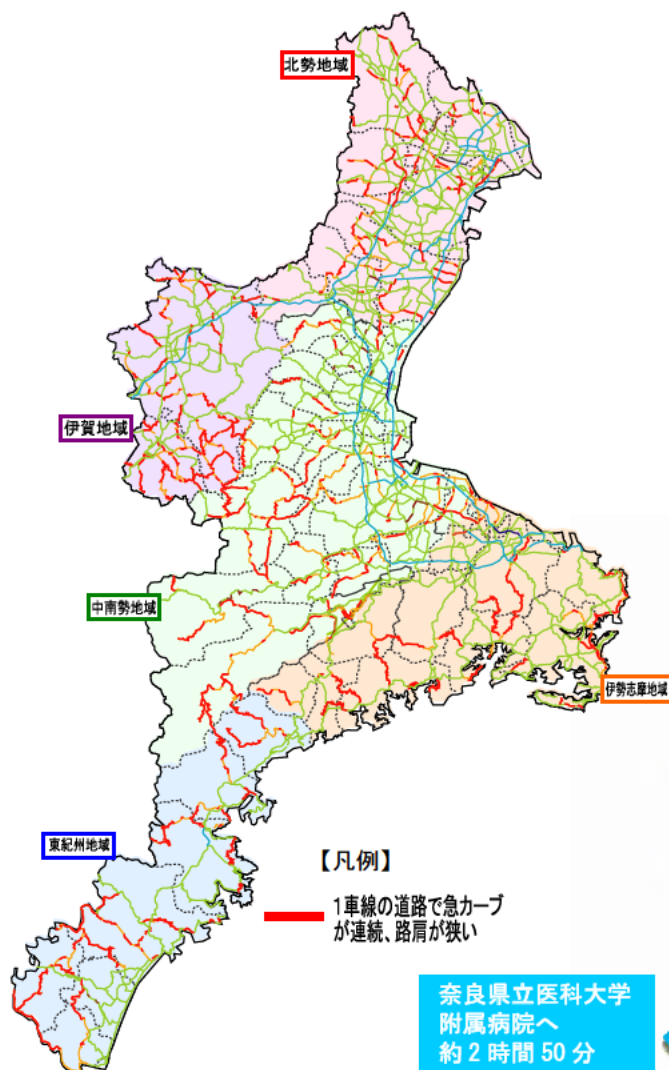 北勢地域
伊賀地域
中南勢地域
伊勢志摩地域
東紀州地域
【凡例】
1車線の道路で急カーブ
が連続、路肩が狭い
奈良県立医科大学
附属病院へ
約2時間50分